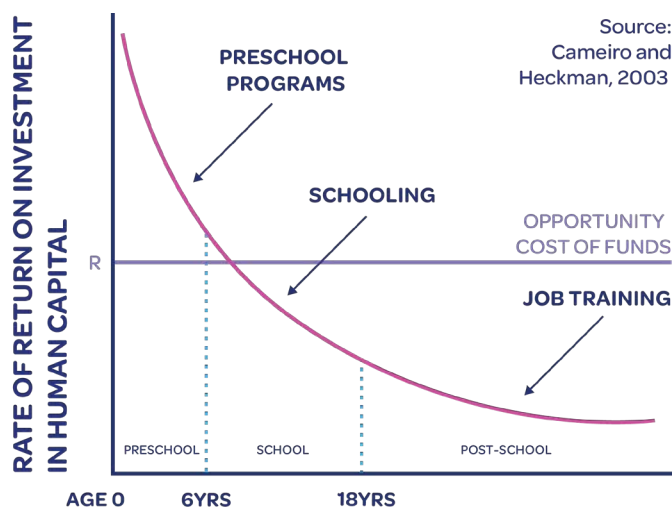 RATE OF RETURN ON INVESTMENT
IN HUMAN CAPITAL
Source:
Cameiro and
Heckman, 2003
PRESCHOOL
PROGRAMS
SCHOOLING
OPPORTUNITY
COST OF FUNDS
R
JOB TRAINING
PRESCHOOL
SCHOOL
POST-SCHOOL
AGE 0
6YRS
18YRS